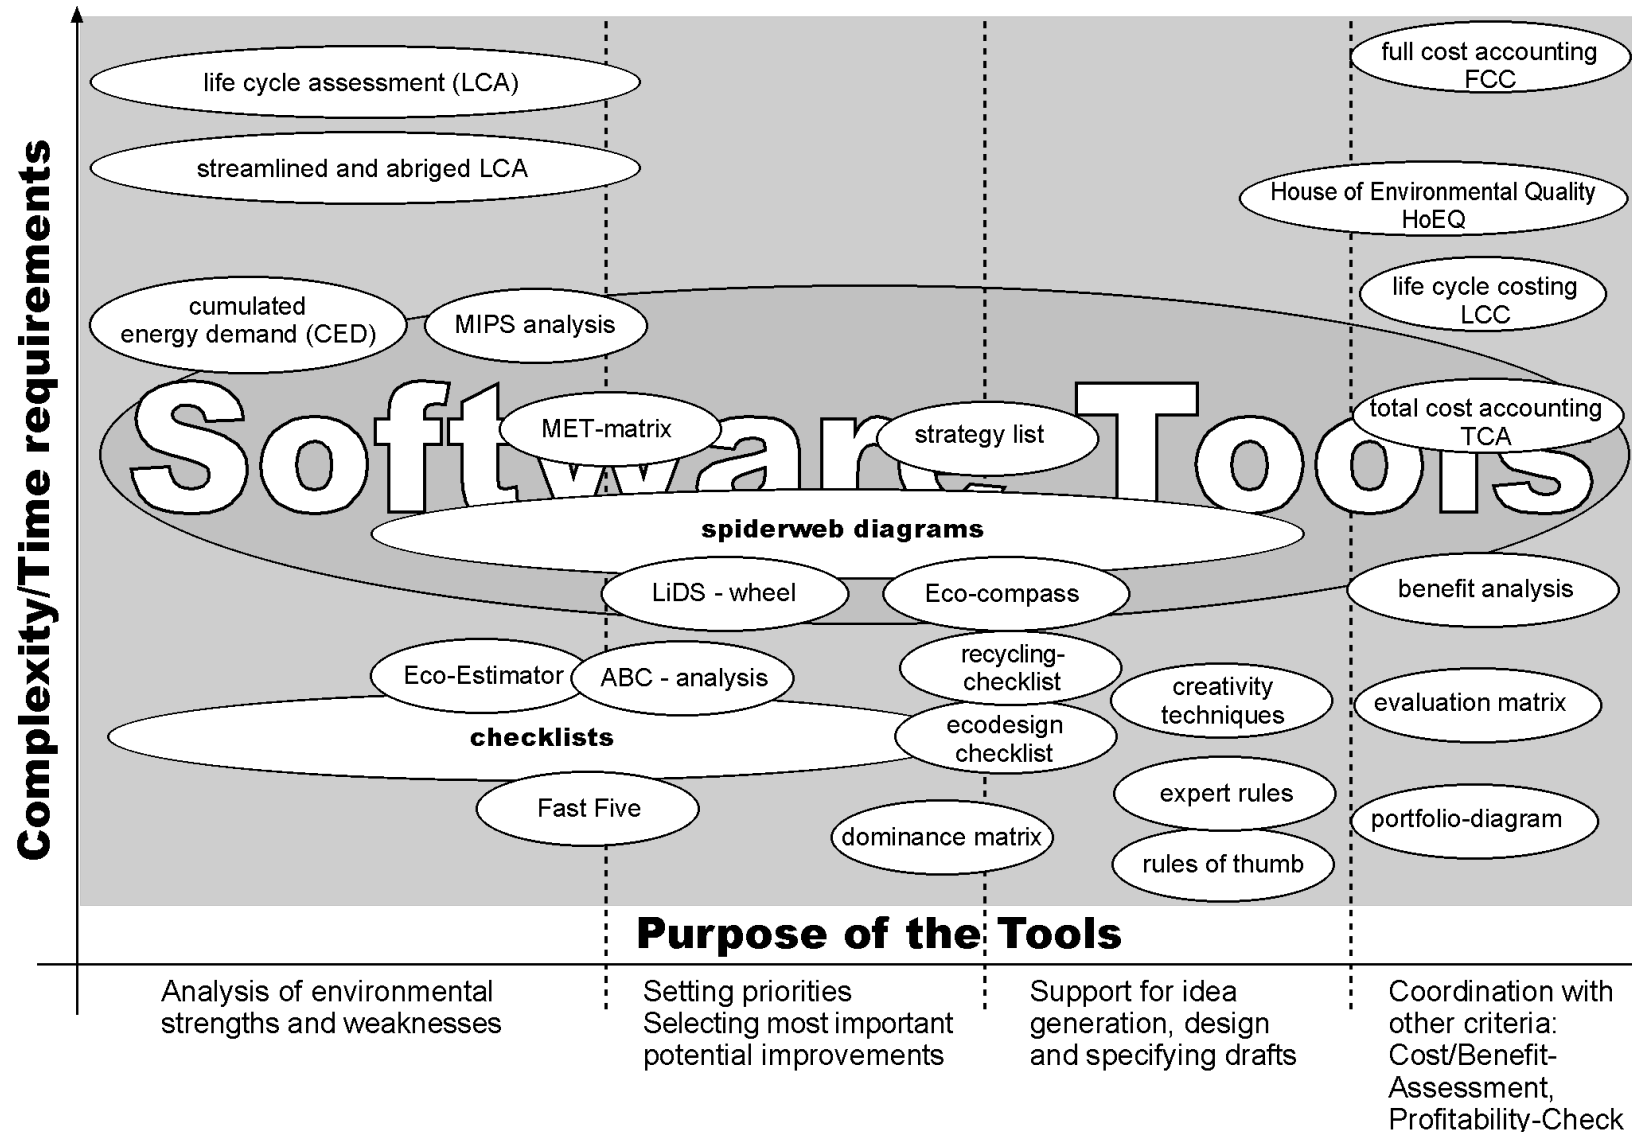 Complexity/Time requirements
life cycle assessment (LCA)
full cost accounting
FCC
streamlined and abriged LCA
House of Environmental Quality
HoEQ
life cycle costing
LCC
cumulated
energy demand (CED)
MIPS analysis
Software Tools
MET-matrix
strategy list
total cost accounting
TCA
spiderweb diagrams
LiDS - wheel
Eco-compass
benefit analysis
Eco-Estimator
ABC - analysis
recycling-
checklist
creativity
techniques
evaluation matrix
checklists
ecodesign
checklist
Fast Five
expert rules
dominance matrix
portfolio-diagram
rules of thumb
Purpose of the Tools
Analysis of environmental
strengths and weaknesses
Setting priorities
Selecting most important
potential improvements
Support for idea
generation, design
and specifying drafts
Coordination with
other criteria:
Cost/Benefit-
Assessment,
Profitability-Check